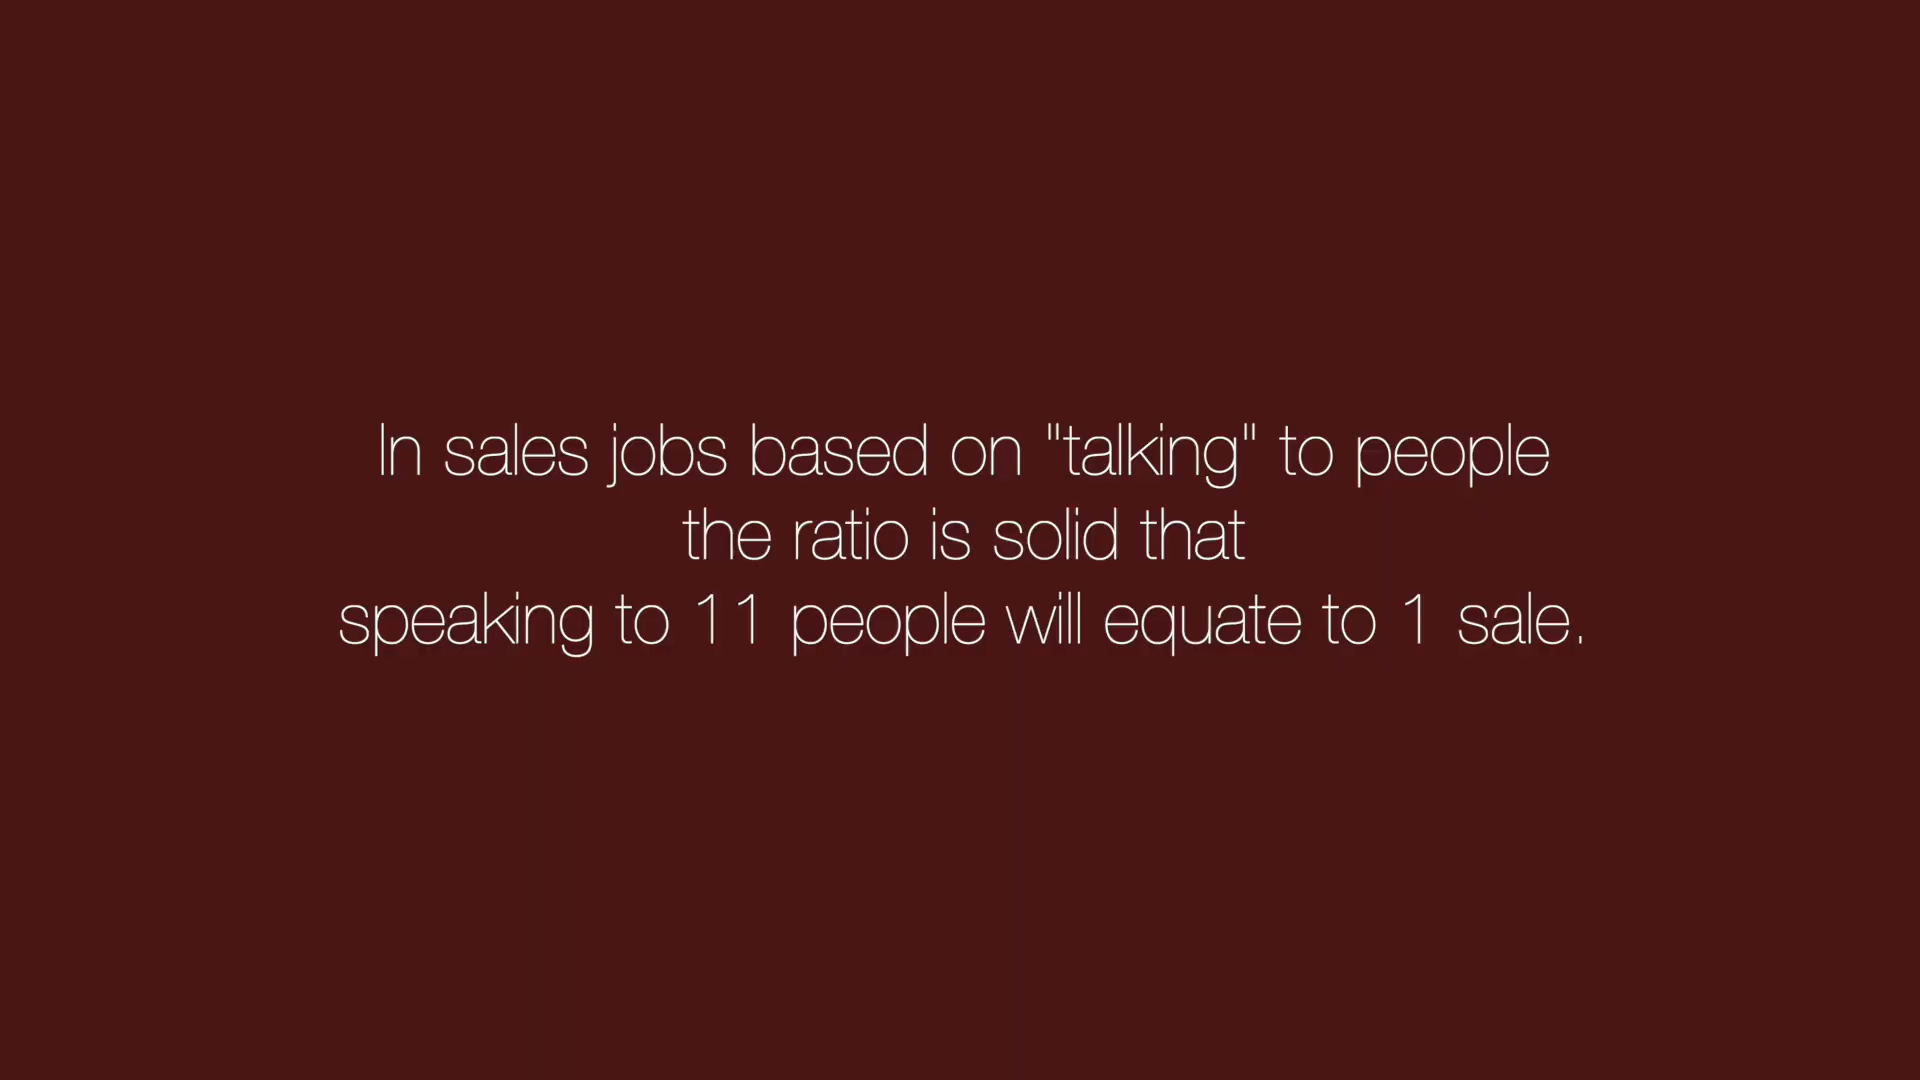 In sales jobs based on "talking" to people
the ratio is solid that
speaking to 11 people will equate to 1 sale.